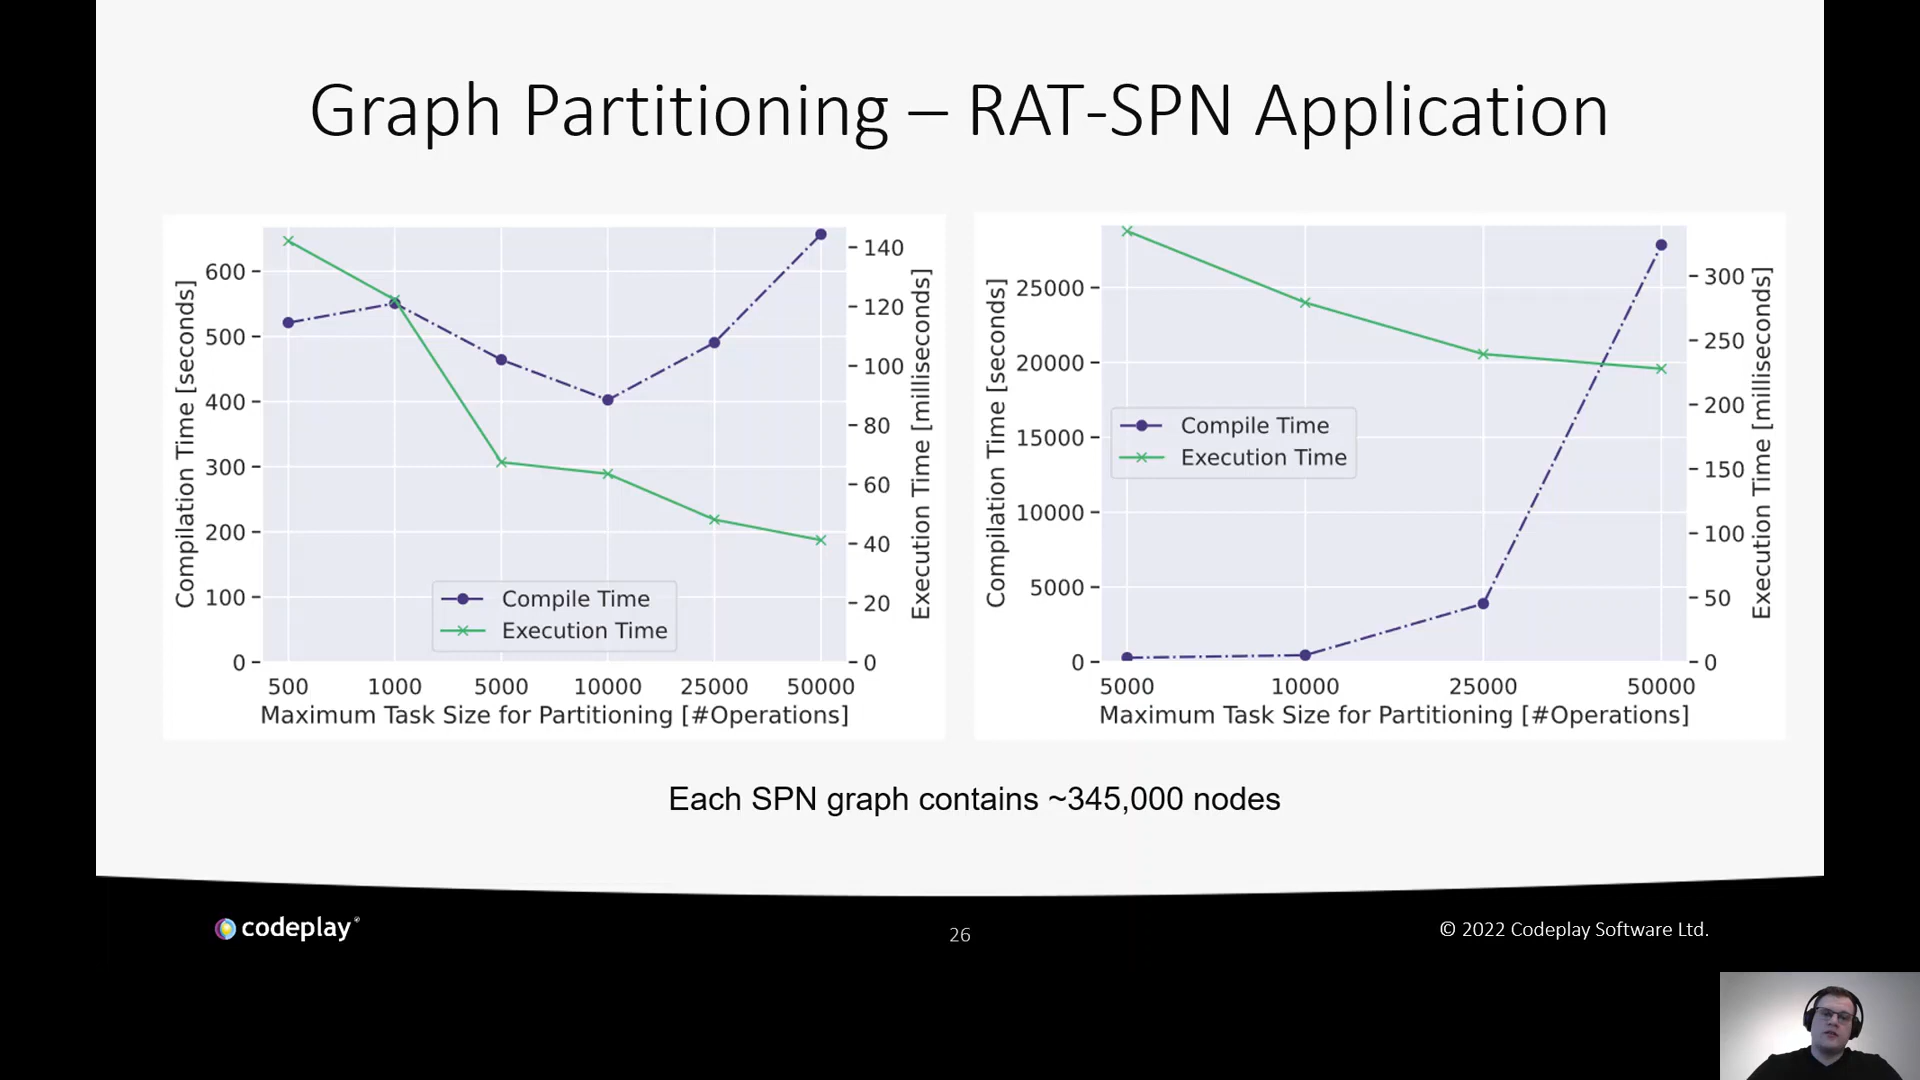 Graph Partitioning – RAT-SPN Application
Compilation Time [seconds]
600
500
400
300
200
100
0
140
120
100
80
60
40
20
0
Execution Time [milliseconds]
Compile Time
Execution Time
500 1000 5000 10000 25000 50000
Maximum Task Size for Partitioning [#Operations]
Compilation Time [seconds]
25000
20000
15000
10000
5000
0
300
250
200
150
100
50
0
Execution Time [milliseconds]
Compile Time
Execution Time
5000 10000 25000 50000
Maximum Task Size for Partitioning [#Operations]
Each SPN graph contains ~345,000 nodes
codeplay®
26
© 2022 Codeplay Software Ltd.